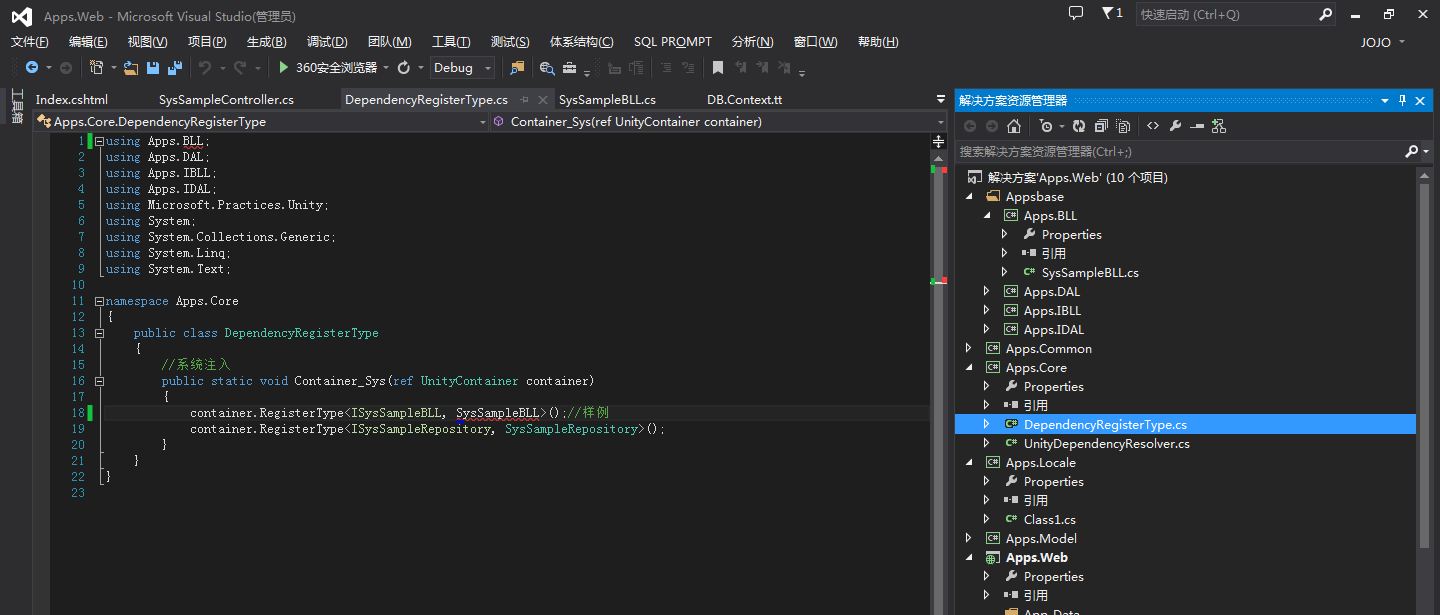 Apps.Web - Microsoft Visual Studio(管理员)
1
快速启动 (Ctrl+Q)
文件(F) 编辑(E) 视图(V) 项目(P) 生成(B) 调试(D) 团队(M) 工具(T) 测试(S) 体系结构(C) SQL PROMPT 分析(N) 窗口(W) 帮助(H)
JOJO
360安全浏览器 Debug
工具箱
Index.cshtml SysSampleController.cs DependencyRegisterType.cs SysSampleBLL.cs DB.Context.tt
Apps.Core.DependencyRegisterType Container_Sys(ref UnityContainer container)
1 using Apps.BLL;
2 using Apps.DAL;
3 using Apps.IBLL;
4 using Apps.IDAL;
5 using Microsoft.Practices.Unity;
6 using System;
7 using System.Collections.Generic;
8 using System.Linq;
9 using System.Text;
10
11 namespace Apps.Core
12 {
13 public class DependencyRegisterType
14 {
15 //系统注入
16 public static void Container_Sys(ref UnityContainer container)
17 {
18 container.RegisterType<ISysSampleBLL, SysSampleBLL>();//样例
19 container.RegisterType<ISysSampleRepository, SysSampleRepository>();
20 }
21 }
22 }
23
解决方案资源管理器
搜索解决方案资源管理器(Ctrl+;)
解决方案'Apps.Web' (10 个项目)
Appsbase
C# Apps.BLL
Properties
引用
C# SysSampleBLL.cs
C# Apps.DAL
C# Apps.IBLL
C# Apps.IDAL
C# Apps.Common
C# Apps.Core
Properties
引用
C# DependencyRegisterType.cs
C# UnityDependencyResolver.cs
C# Apps.Locale
Properties
引用
C# Class1.cs
C# Apps.Model
Apps.Web
Properties
引用
App_Data